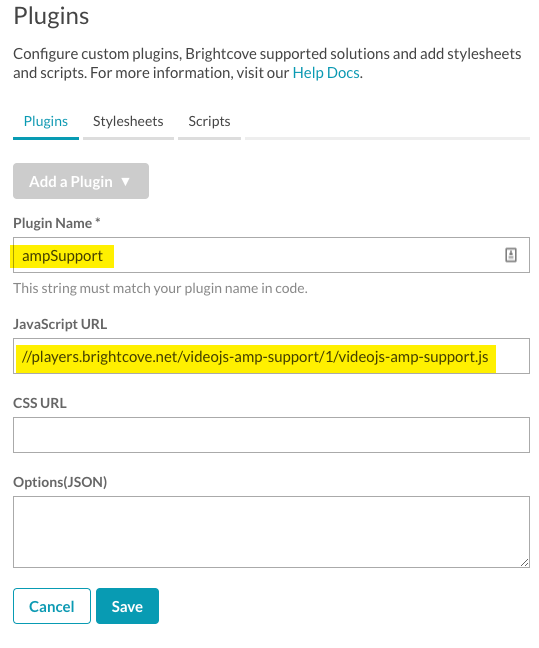 Plugins
Configure custom plugins, Brightcove supported solutions and add stylesheets
and scripts. For more information, visit our Help Docs.
Plugins Stylesheets Scripts
Add a Plugin ▼
Plugin Name *
ampSupport
This string must match your plugin name in code.
JavaScript URL
//players.brightcove.net/videojs-amp-support/1/videojs-amp-support.js
CSS URL
Options(JSON)
Cancel Save